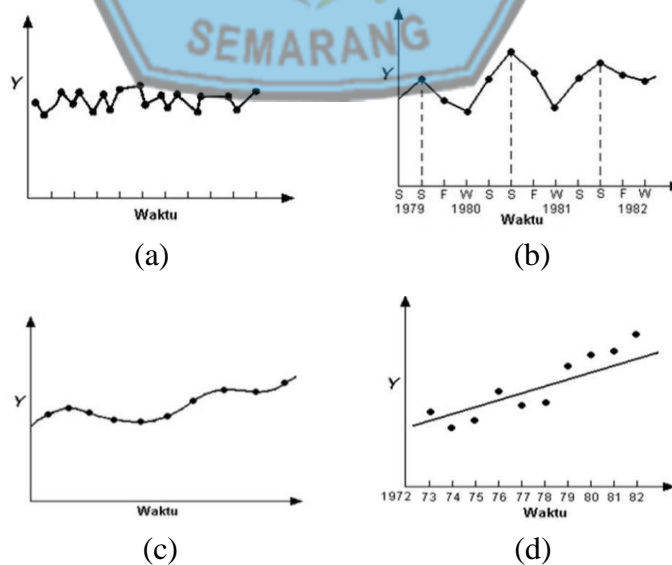 SEMARANG
Y
Waktu
(a)
Y
S S F W S S F W S S F W
1979 1980 1981 1982
Waktu
(b)
Y
Waktu
(c)
Y
1972 73 74 75 76 77 78 79 80 81 82
Waktu
(d)